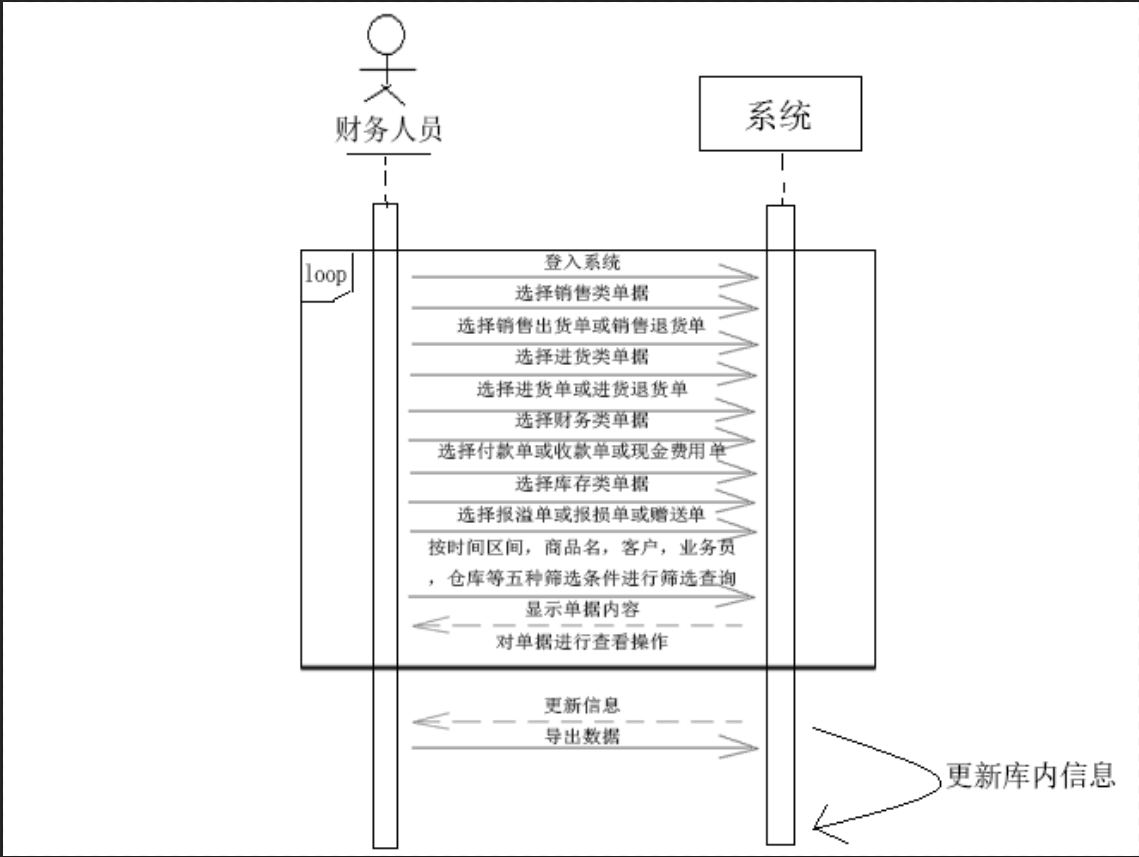 财务人员
系统
loop
登入系统
选择销售类单据
选择销售出货单或销售退货单
选择进货类单据
选择进货单或进货退货单
选择财务类单据
选择付款单或收款单或现金费用单
选择库存类单据
选择报溢单或报损单或赠送单
按时间区间，商品名，客户，业务员
，仓库等五种筛选条件进行筛选查询
显示单据内容
对单据进行查看操作
更新信息
导出数据
更新库内信息